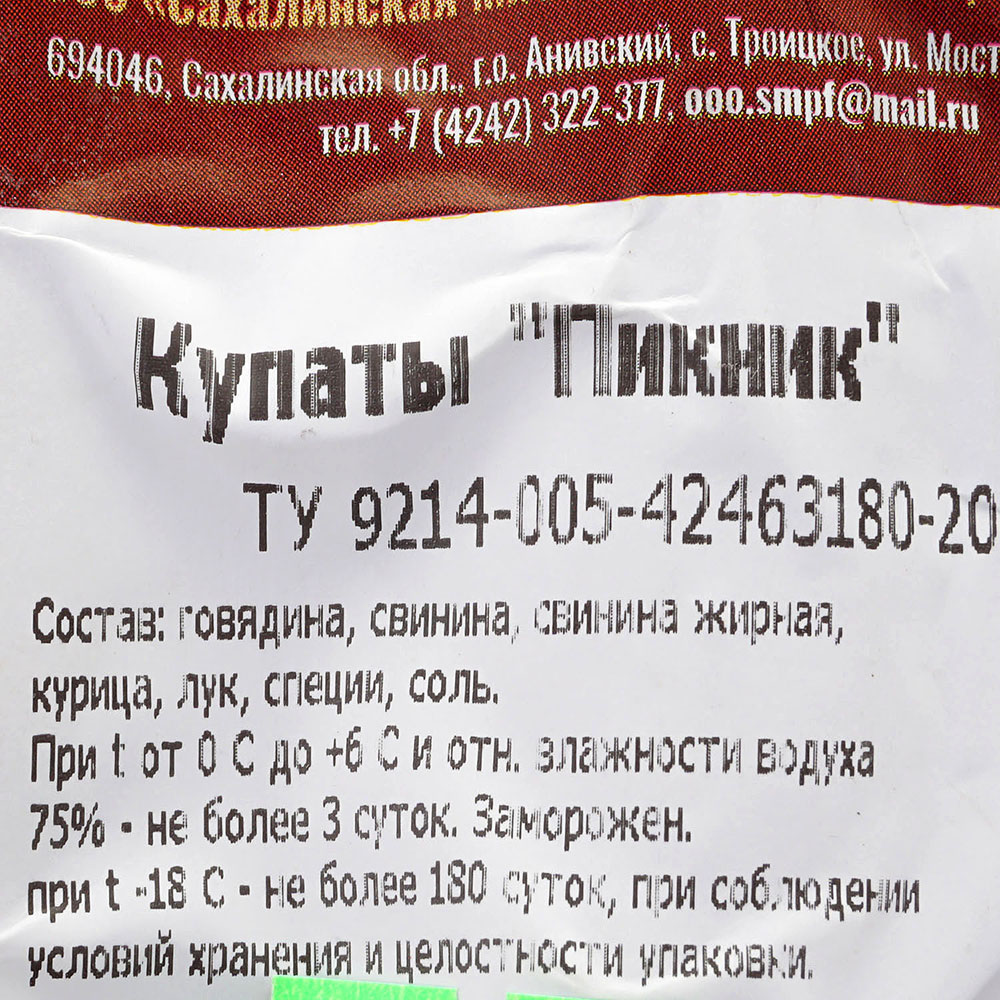 «Сахалинская
694046, Сахалинская обл., г.о. Анивский, с. Троицкое, ул. Мост
тел. +7 (4242) 322-377, ooo.smpf@mail.ru
Купаты "Пикник"
ТУ 9214-005-42463180-20
Состав: говядина, свинина, свинина жирная,
курица, лук, специи, соль.
При t от 0 С до +6 С и отн. влажности водуха
75% - не более 3 суток. Заморожен.
при t -18 С - не более 180 суток, при соблюдении
условий хранения и целостности упаковки.